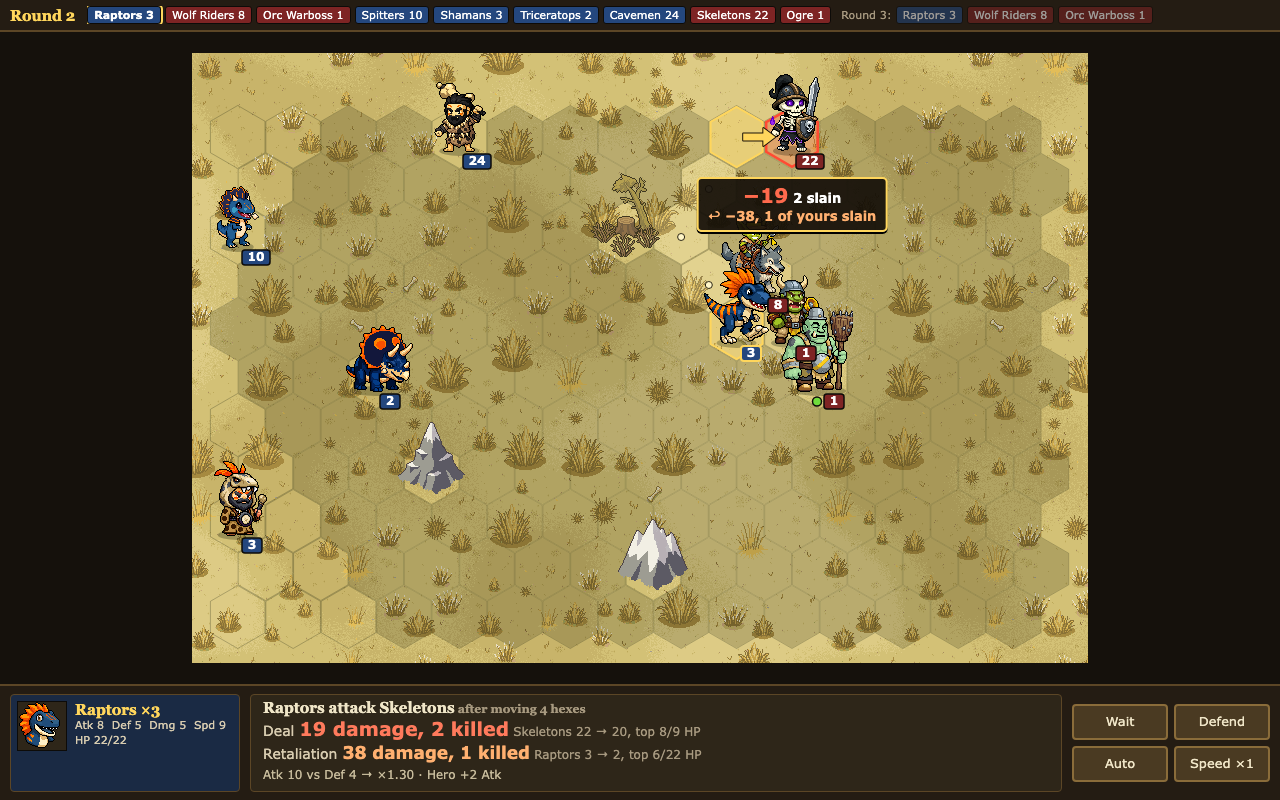 Round 2 Raptors 3 Wolf Riders 8 Orc Warboss 1 Spitters 10 Shamans 3 Triceratops 2 Cavemen 24 Skeletons 22 Ogre 1 Round 3: Raptors 3 Wolf Riders 8 Orc Warboss 1
24
22
−19 2 slain
↩ −38, 1 of yours slain
10
8
3
1
2
1
3
Raptors ×3
Atk 8 Def 5 Dmg 5 Spd 9
HP 22/22
Raptors attack Skeletons after moving 4 hexes
Deal 19 damage, 2 killed Skeletons 22 → 20, top 8/9 HP
Retaliation 38 damage, 1 killed Raptors 3 → 2, top 6/22 HP
Atk 10 vs Def 4 → ×1.30 · Hero +2 Atk
Wait Defend
Auto Speed ×1